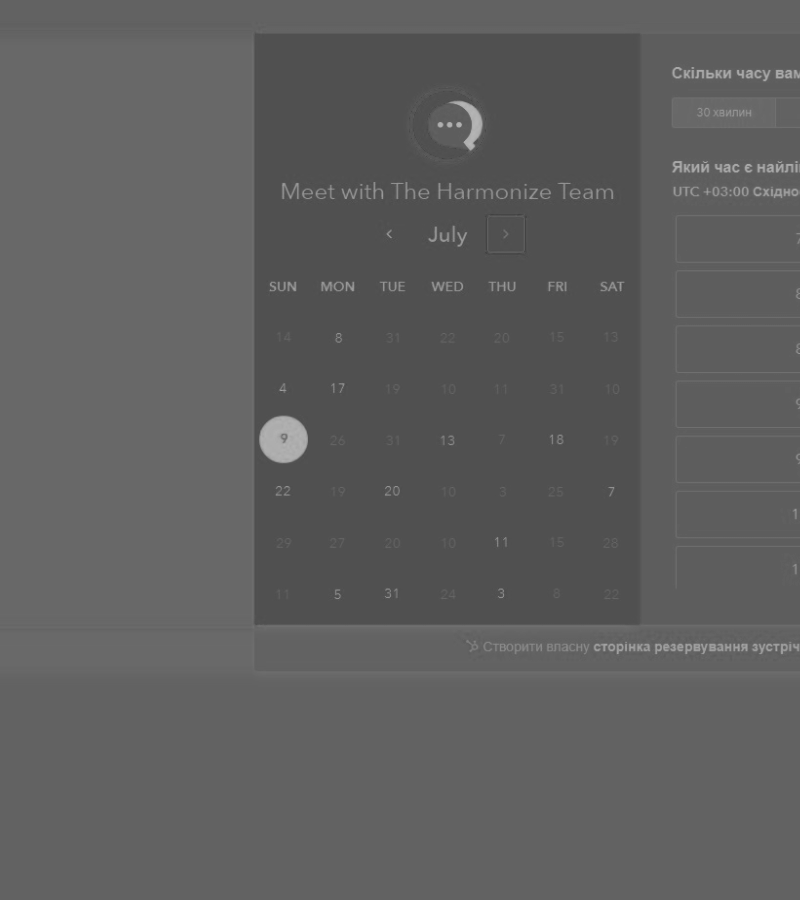 Meet with The Harmonize Team
July
SUN MON TUE WED THU FRI SAT
14 8 31 22 20 15 13
4 17 19 10 11 31 10
9 26 31 13 7 18 19
22 19 20 10 3 25 7
29 27 20 10 11 15 28
11 5 31 24 3 8 22
Скільки часу вам
30 хвилин
Який час є найлі
UTC +03:00 Східно
7
8
8
9
9
1
1
Створити власну сторінка резервування зустріч